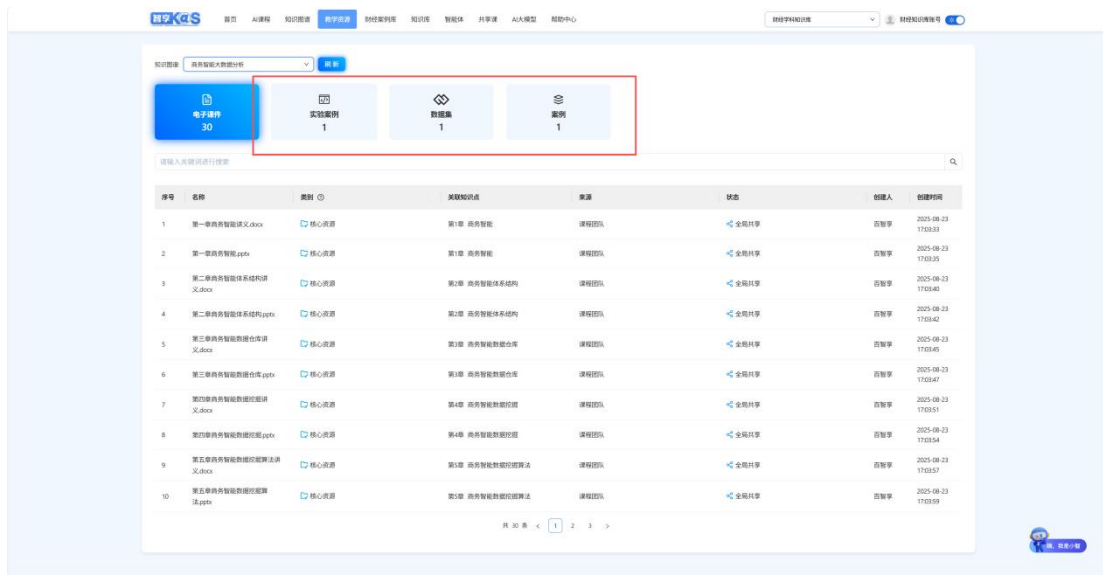 智享KaS 首页 AI课程 知识图谱 教学资源 财经案例库 知识库 智能体 共享课 AI大模型 帮助中心 财经学科知识库 财经知识库账号
知识图谱 商务智能大数据分析 刷新
电子课件 实验案例 数据集 案例
30 1 1 1
请输入关键词进行搜索
序号 名称 类别 关联知识点 来源 状态 创建人 创建时间
1 第一章商务智能讲义.docx 核心资源 第1章 商务智能 课程团队 全局共享 百智享 2025-08-23 17:03:33
2 第一章商务智能.pptx 核心资源 第1章 商务智能 课程团队 全局共享 百智享 2025-08-23 17:03:35
3 第二章商务智能体系结构讲义.docx 核心资源 第2章 商务智能体系结构 课程团队 全局共享 百智享 2025-08-23 17:03:40
4 第二章商务智能体系结构.pptx 核心资源 第2章 商务智能体系结构 课程团队 全局共享 百智享 2025-08-23 17:03:42
5 第三章商务智能数据仓库讲义.docx 核心资源 第3章 商务智能数据仓库 课程团队 全局共享 百智享 2025-08-23 17:03:45
6 第三章商务智能数据仓库.pptx 核心资源 第3章 商务智能数据仓库 课程团队 全局共享 百智享 2025-08-23 17:03:47
7 第四章商务智能数据挖掘讲义.docx 核心资源 第4章 商务智能数据挖掘 课程团队 全局共享 百智享 2025-08-23 17:03:51
8 第四章商务智能数据挖掘.pptx 核心资源 第4章 商务智能数据挖掘 课程团队 全局共享 百智享 2025-08-23 17:03:54
9 第五章商务智能数据挖掘算法讲义.docx 核心资源 第5章 商务智能数据挖掘算法 课程团队 全局共享 百智享 2025-08-23 17:03:57
10 第五章商务智能数据挖掘算法.pptx 核心资源 第5章 商务智能数据挖掘算法 课程团队 全局共享 百智享 2025-08-23 17:03:59
共 30 条 < 1 2 3 >
嗨，我是小智